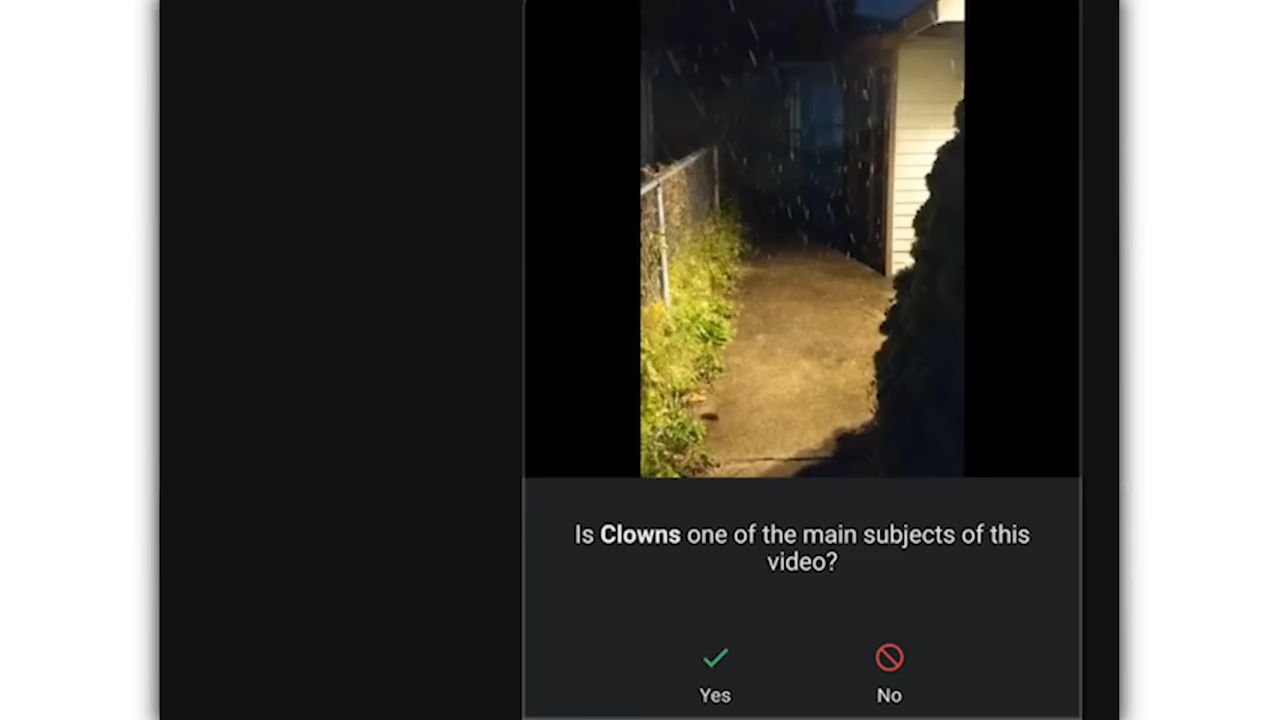 Is Clowns one of the main subjects of this
video?
Yes
No